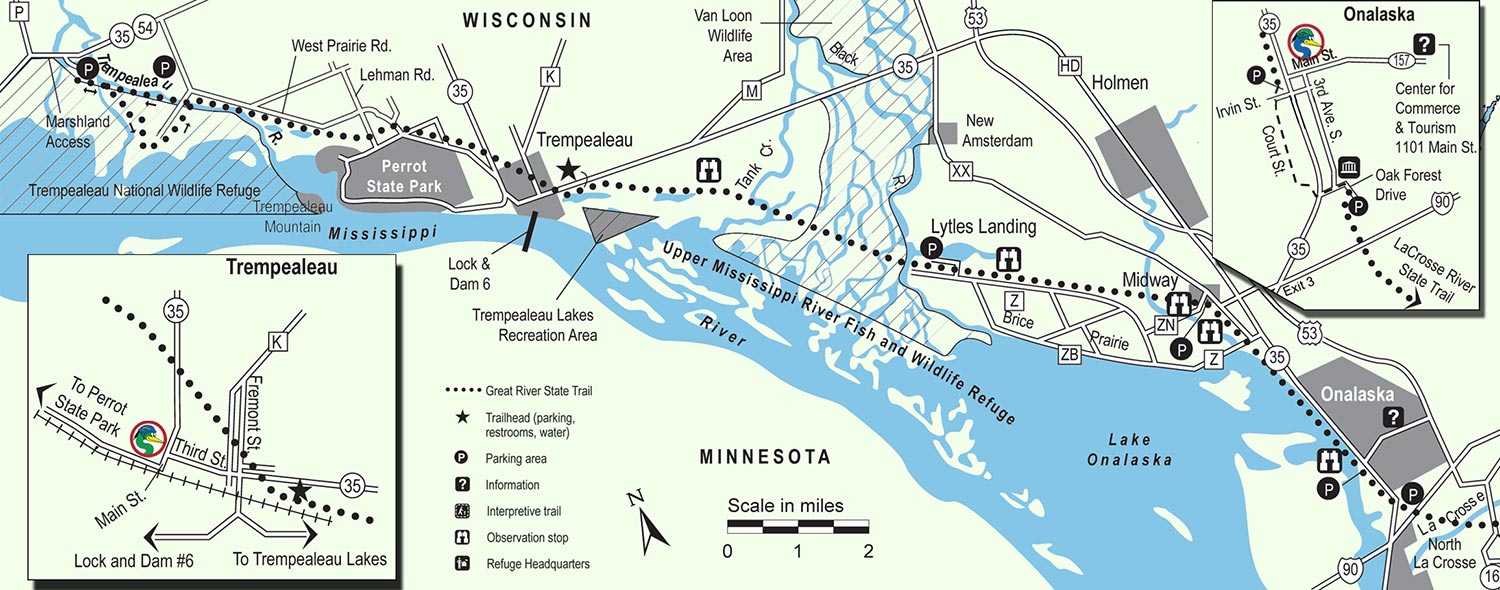 P
35
54
WISCONSIN
West Prairie Rd.
Lehman Rd.
35
K
Van Loon
Wildlife
Area
Black
M
35
53
HD
Holmen
P
Trempealeau
P
R.
Marshland
Access
Trempealeau National Wildlife Refuge
Trempealeau
Mountain
Perrot
State Park
Trempealeau
Mississippi
Lock &
Dam 6
Trempealeau Lakes
Recreation Area
Tank Cr.
R.
New
Amsterdam
XX
Lytles Landing
P
Upper Mississippi River Fish and Wildlife Refuge
River
Z
Brice
Prairie
ZB
ZN
Midway
P
Z
35
53
Onalaska
?
Lake
Onalaska
P
P
La Crosse
North
La Crosse
90
16
MINNESOTA
N
Scale in miles
0 1 2
Great River State Trail
Trailhead (parking,
restrooms, water)
P Parking area
? Information
Interpretive trail
Observation stop
Refuge Headquarters
Trempealeau
35
K
To Perrot
State Park
Fremont St.
Third St.
Main St.
35
Lock and Dam #6
To Trempealeau Lakes
Onalaska
35
Main St.
157
?
P
Irvin St.
3rd Ave. S.
Court St.
Center for
Commerce
& Tourism
1101 Main St.
Oak Forest
Drive
P
90
35
Exit 3
LaCrosse River
State Trail